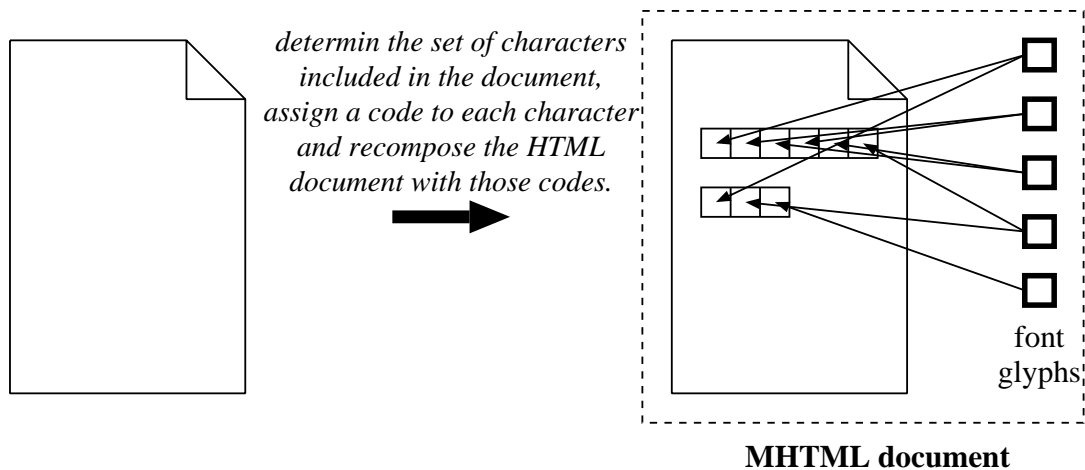 determin the set of characters
included in the document,
assign a code to each character
and recompose the HTML
document with those codes.
font
glyphs
MHTML document